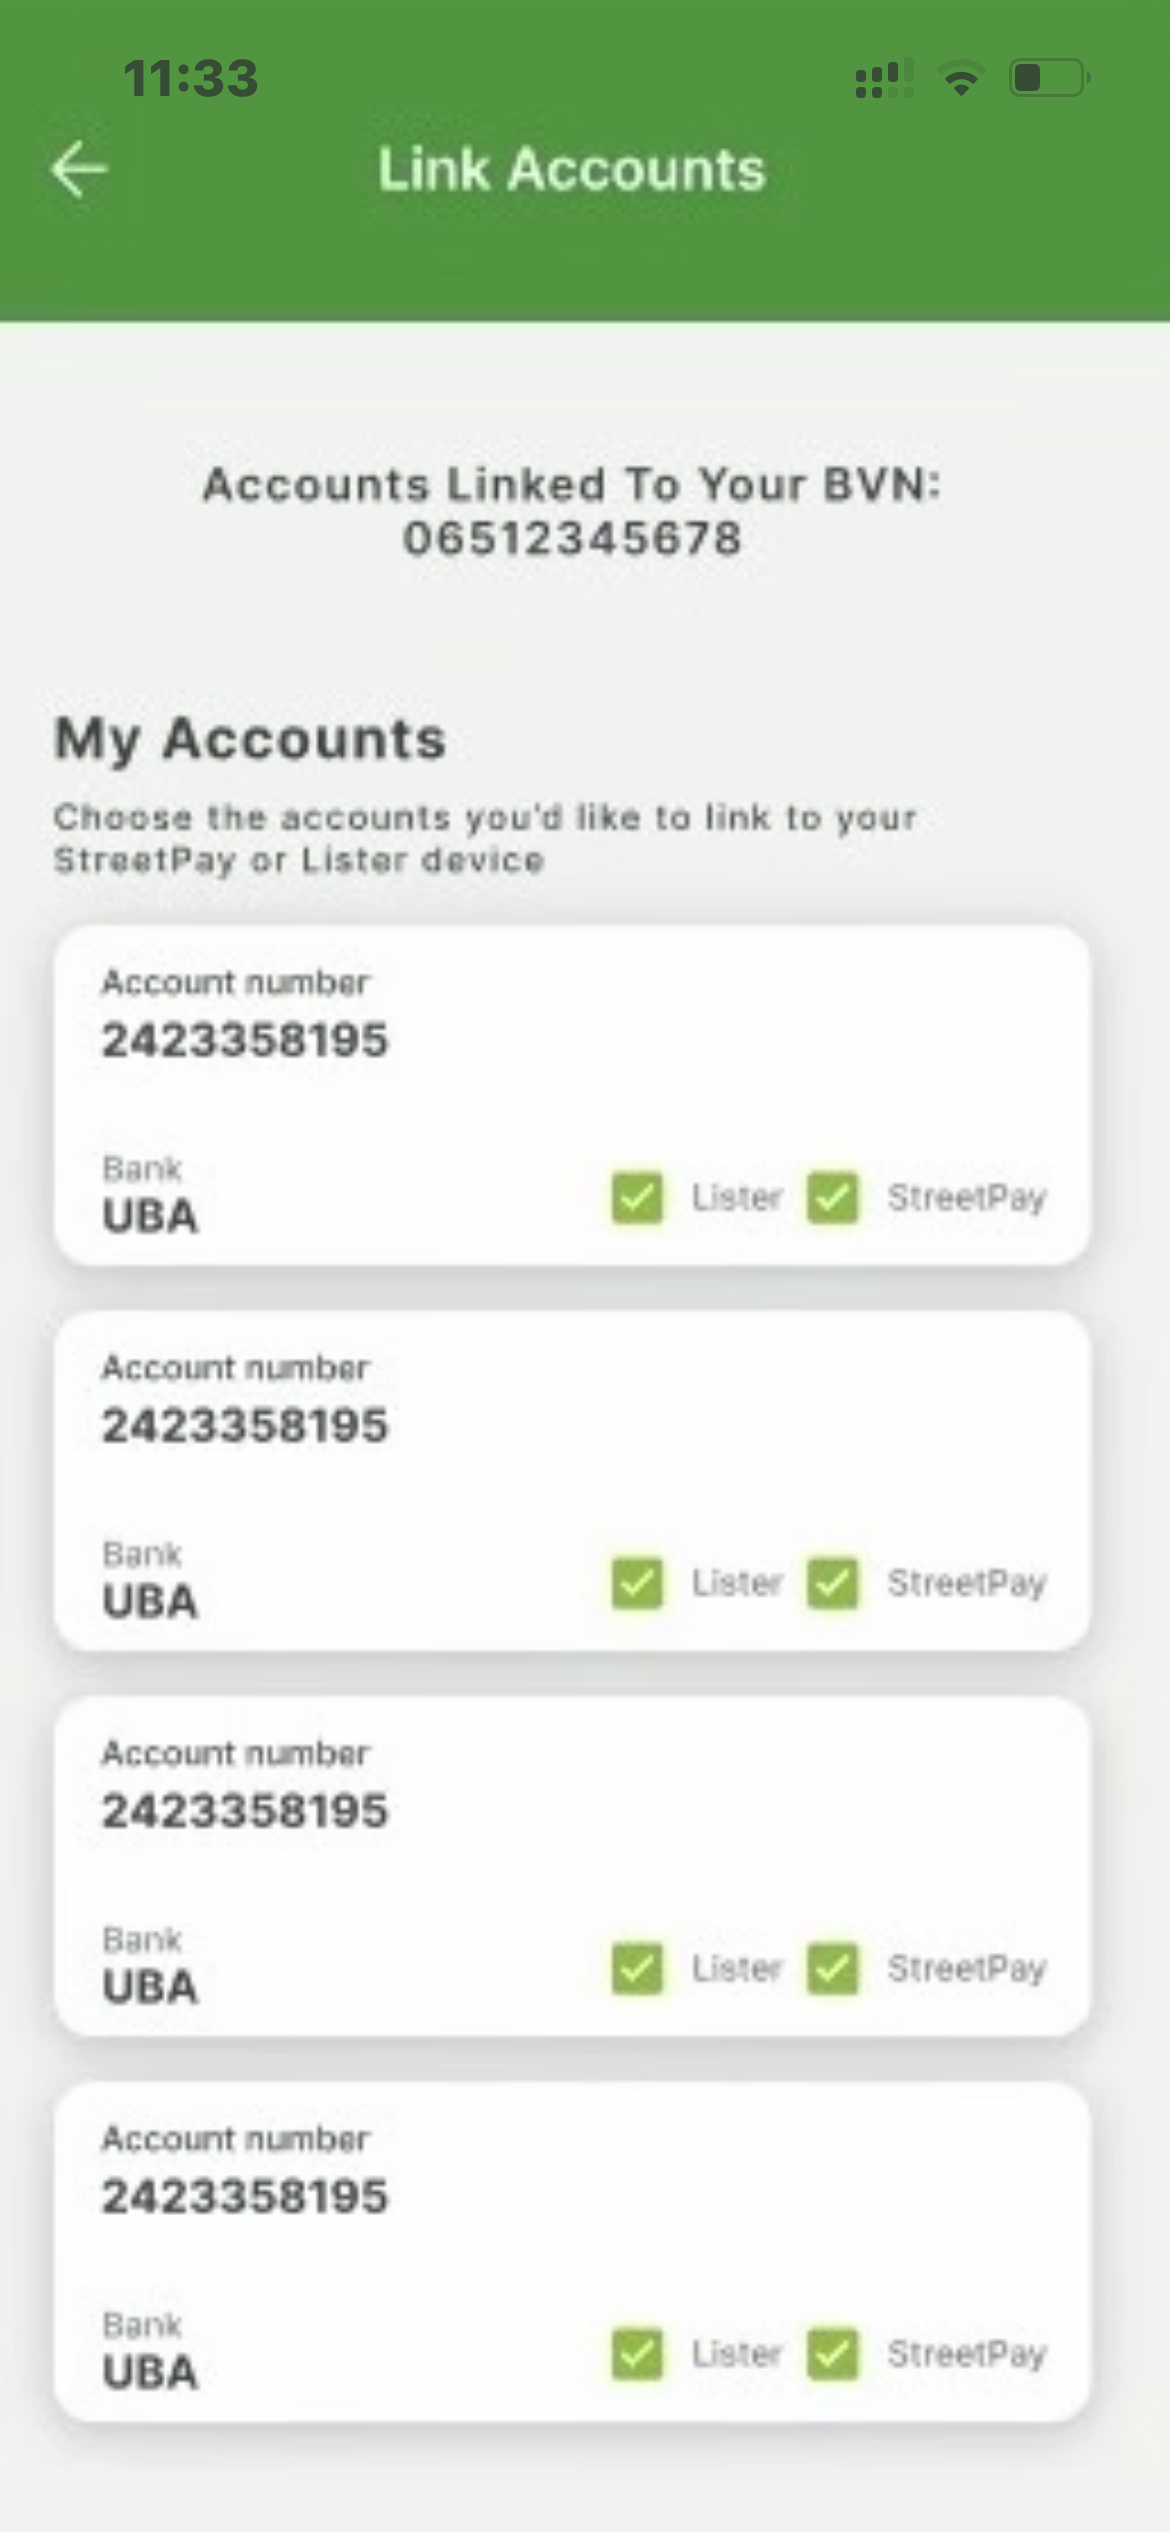 11:33
Link Accounts
Accounts Linked To Your BVN:
06512345678
My Accounts
Choose the accounts you'd like to link to your
StreetPay or Lister device
Account number
2423358195
Bank
UBA
Lister StreetPay
Account number
2423358195
Bank
UBA
Lister StreetPay
Account number
2423358195
Bank
UBA
Lister StreetPay
Account number
2423358195
Bank
UBA
Lister StreetPay